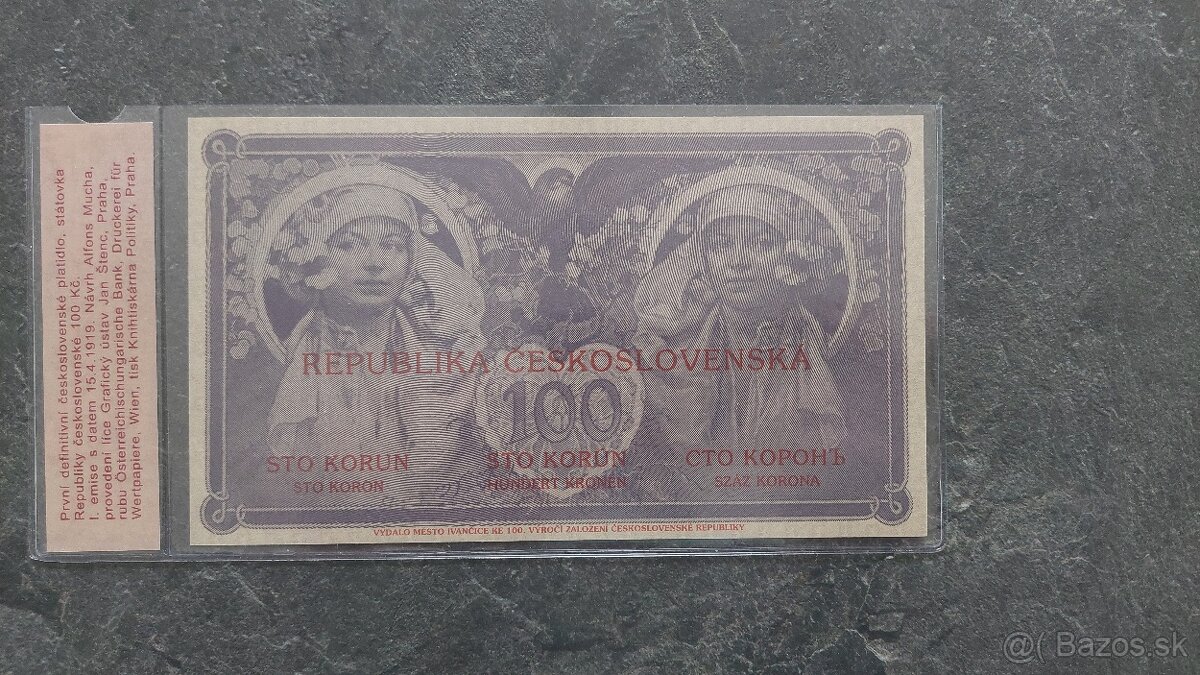 První definitivní československé platidlo, státovka
Republiky československé 100 Kč.
I. emise s datem 15.4.1919. Návrh Alfons Mucha,
provedení líce Grafický ústav Jan Štenc, Praha,
rubu Österreichischungarische Bank, Druckerei für
Wertpapiere, Wien, tisk Knihtiskárna Politiky, Praha.
REPUBLIKA ČESKOSLOVENSKÁ
100
STO KORUN STO KORÚN СТО КОРОНЪ
STO KORON HUNDERT KRONEN SZÁZ KORONA
VYDALO MĚSTO IVANČICE KE 100. VÝROČÍ ZALOŽENÍ ČESKOSLOVENSKÉ REPUBLIKY
@( Bazos.sk